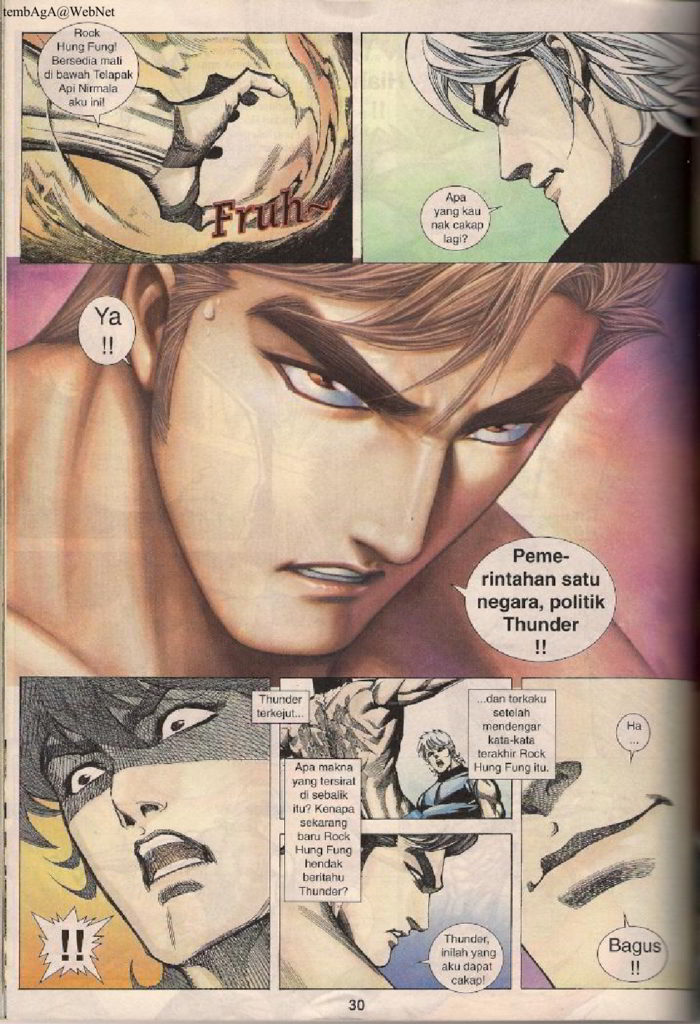 tembAgA@WebNet
Rock
Hung Fung!
Bersedia mati
di bawah Telapak
Api Nirmala
aku ini!
Fruh~
Apa
yang kau
nak cakap
lagi?
Ya
!!
Peme-
rintahan satu
negara, politik
Thunder
!!
Thunder
terkejut...
...dan terkaku
setelah
mendengar
kata-kata
terakhir Rock
Hung Fung itu.
Apa makna
yang tersirat
di sebalik
itu? Kenapa
sekarang
baru Rock
Hung Fung
hendak
beritahu
Thunder?
!!
Thunder,
inilah yang
aku dapat
cakap!
Ha
...
Bagus
!!
30